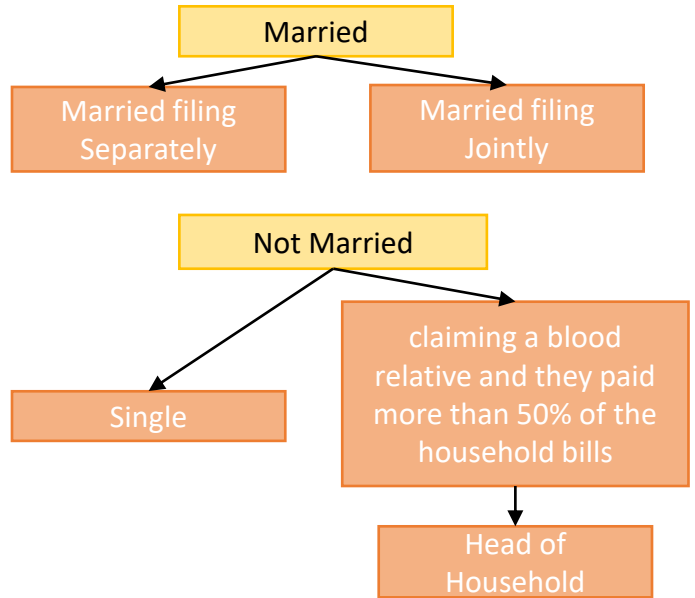 Married
Married filing
Separately
Married filing
Jointly
Not Married
Single
claiming a blood
relative and they paid
more than 50% of the
household bills
Head of
Household